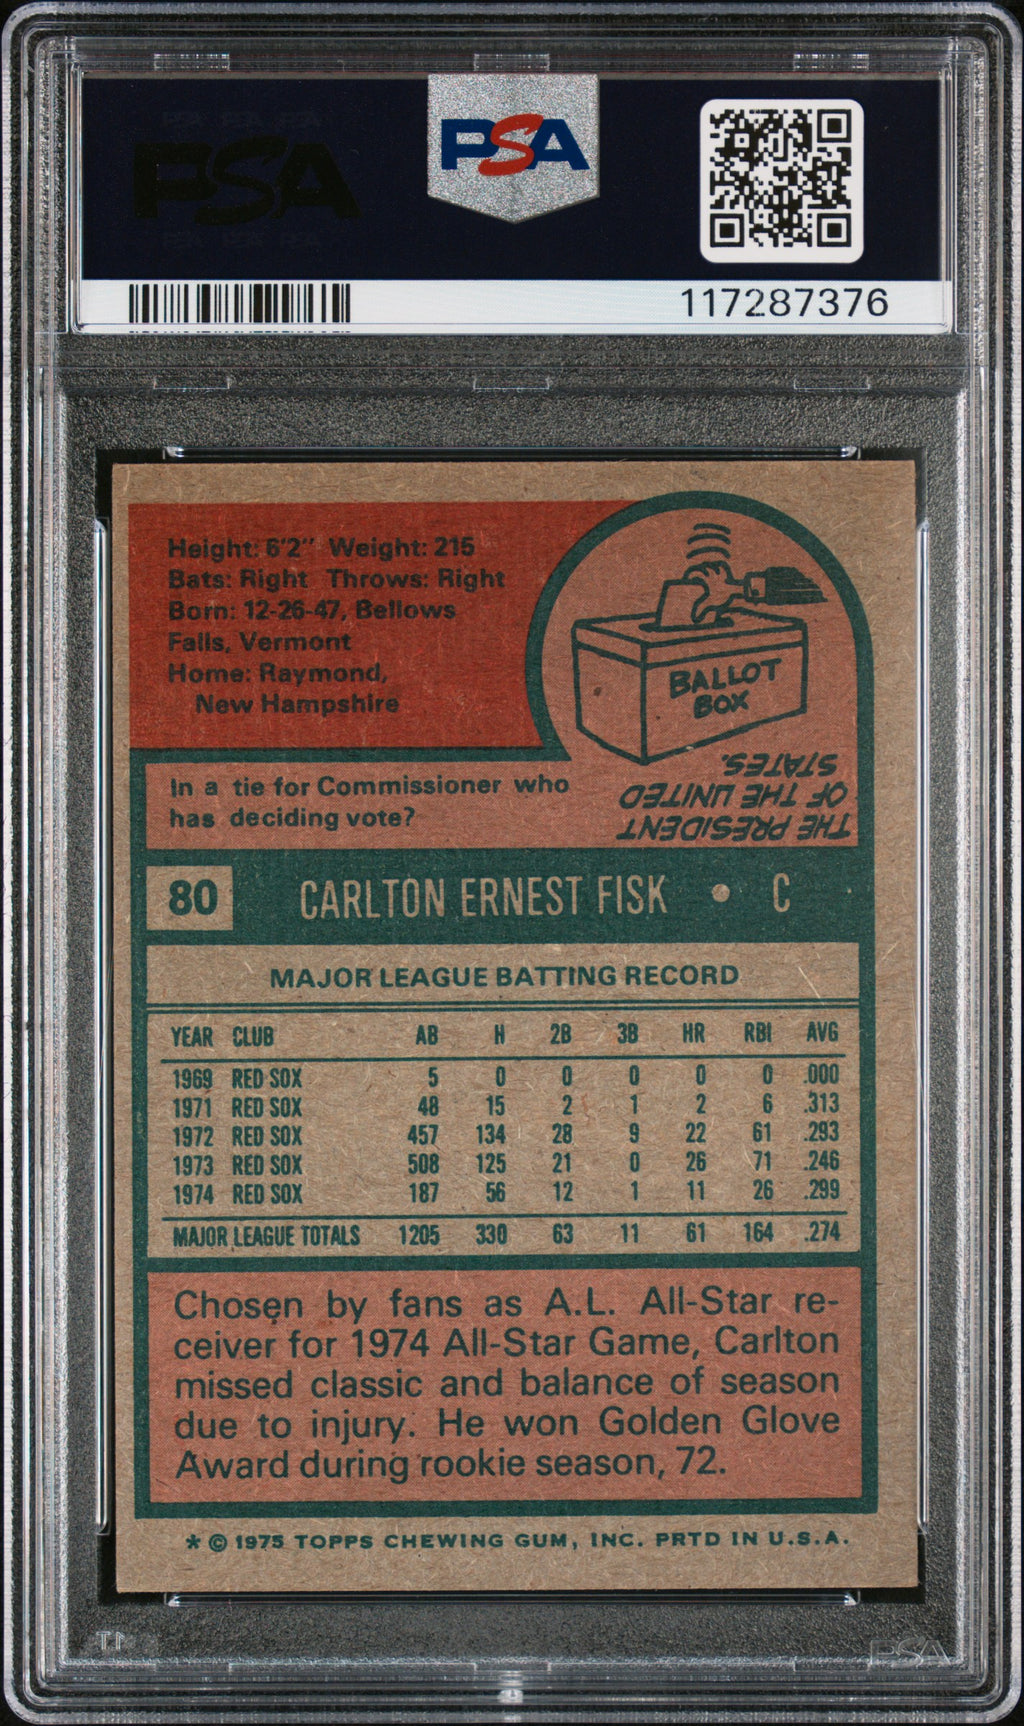 PSA
PSA
117287376
Height: 6'2" Weight: 215
Bats: Right Throws: Right
Born: 12-26-47, Bellows
Falls, Vermont
Home: Raymond,
New Hampshire
BALLOT
BOX
In a tie for Commissioner who
has deciding vote?
THE PRESIDENT
OF THE UNITED
STATES.
80 CARLTON ERNEST FISK • C
MAJOR LEAGUE BATTING RECORD
YEAR CLUB AB H 2B 3B HR RBI AVG
1969 RED SOX 5 0 0 0 0 0 .000
1971 RED SOX 48 15 2 1 2 6 .313
1972 RED SOX 457 134 28 9 22 61 .293
1973 RED SOX 508 125 21 0 26 71 .246
1974 RED SOX 187 56 12 1 11 26 .299
MAJOR LEAGUE TOTALS 1205 330 63 11 61 164 .274
Chosen by fans as A.L. All-Star re-
ceiver for 1974 All-Star Game, Carlton
missed classic and balance of season
due to injury. He won Golden Glove
Award during rookie season, 72.
* © 1975 TOPPS CHEWING GUM, INC. PRTD IN U.S.A.
PSA